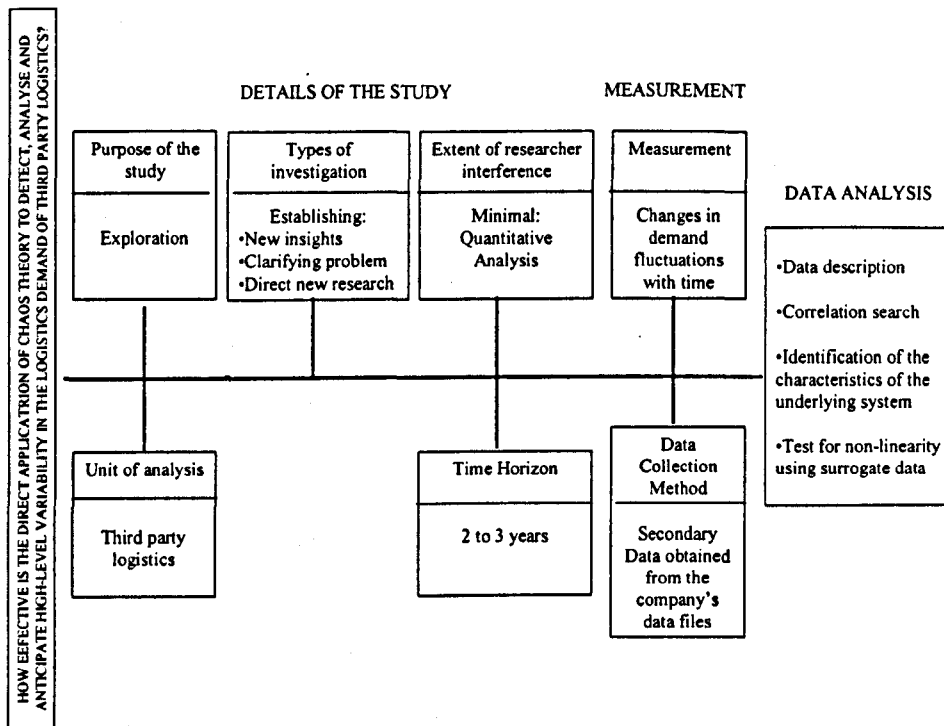 HOW EEFECTIVE IS THE DIRECT APPLICATRION OF CHAOS THEORY TO DETECT, ANALYSE AND
ANTICIPATE HIGH-LEVEL VARIABILITY IN THE LOGISTICS DEMAND OF THIRD PARTY LOGISTICS?
DETAILS OF THE STUDY
Purpose of the
study
Exploration
Types of
investigation
Establishing:
•New insights
•Clarifying problem
•Direct new research
Extent of researcher
interference
Minimal:
Quantitative
Analysis
Unit of analysis
Third party
logistics
Time Horizon
2 to 3 years
MEASUREMENT
Measurement
Changes in
demand
fluctuations
with time
Data
Collection
Method
Secondary
Data obtained
from the
company's
data files
DATA ANALYSIS
•Data description
•Correlation search
•Identification of the
characteristics of the
underlying system
•Test for non-linearity
using surrogate data